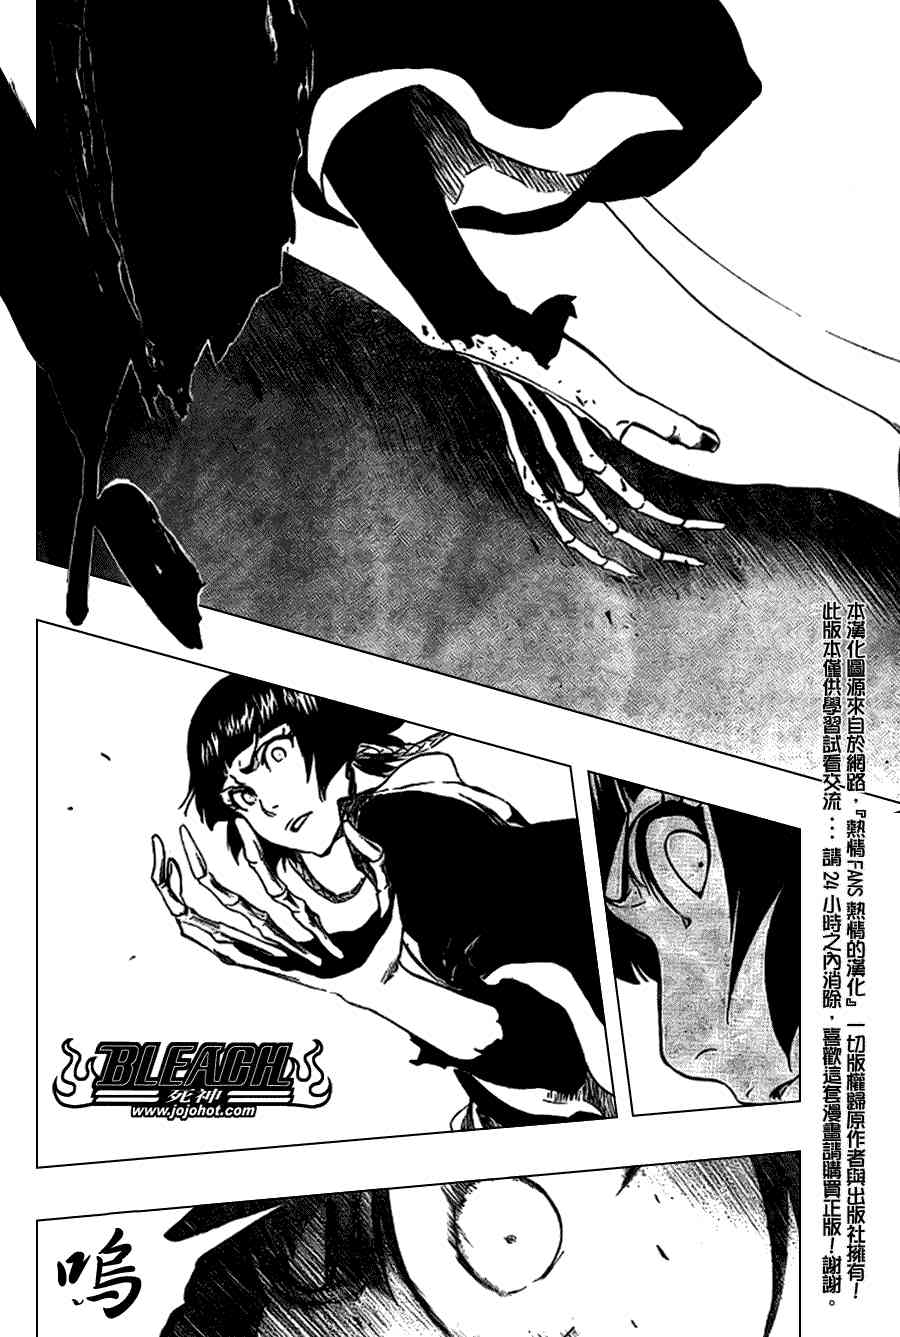 本漢化圖源來自於網路，『熱情FANS熱情的漢化』一切版權歸原作者與出版社擁有！
此版本僅供學習試看交流… 請24小時之內消除，喜歡這套漫畫請購買正版！謝謝。
BLEACH
死神
www.jojohot.com
嗚